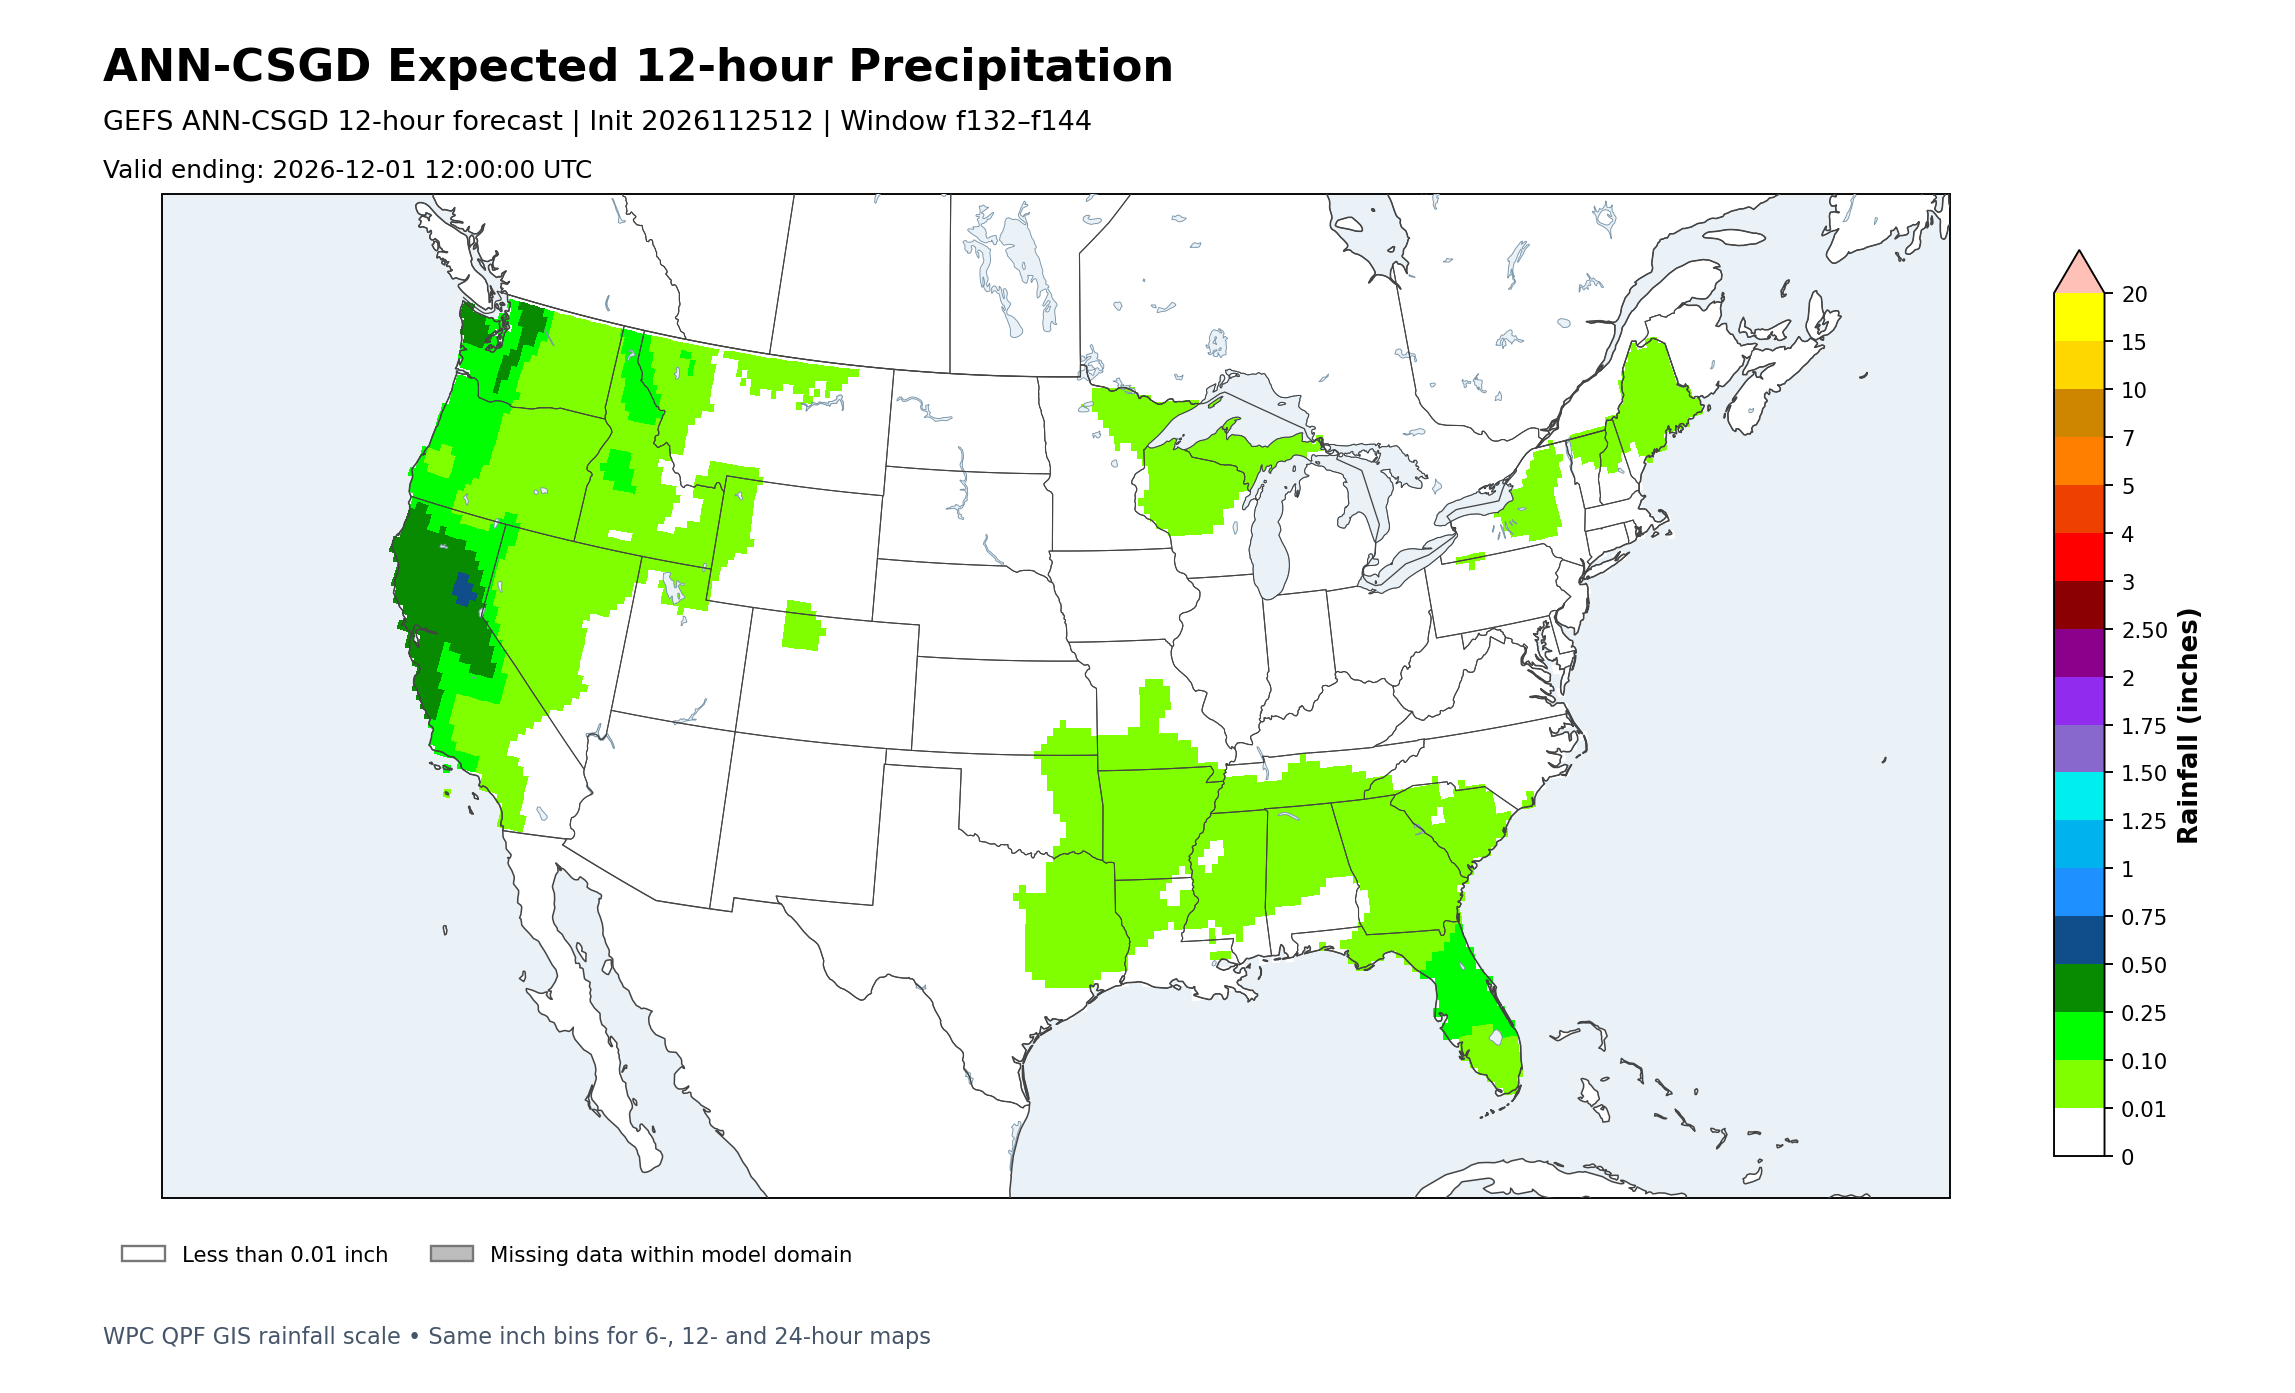 ANN-CSGD Expected 12-hour Precipitation
GEFS ANN-CSGD 12-hour forecast | Init 2026112512 | Window f132–f144
Valid ending: 2026-12-01 12:00:00 UTC
20
15
10
7
5
4
3
2.50
2
1.75
1.50
1.25
1
0.75
0.50
0.25
0.10
0.01
0
Rainfall (inches)
Less than 0.01 inch
Missing data within model domain
WPC QPF GIS rainfall scale • Same inch bins for 6-, 12- and 24-hour maps